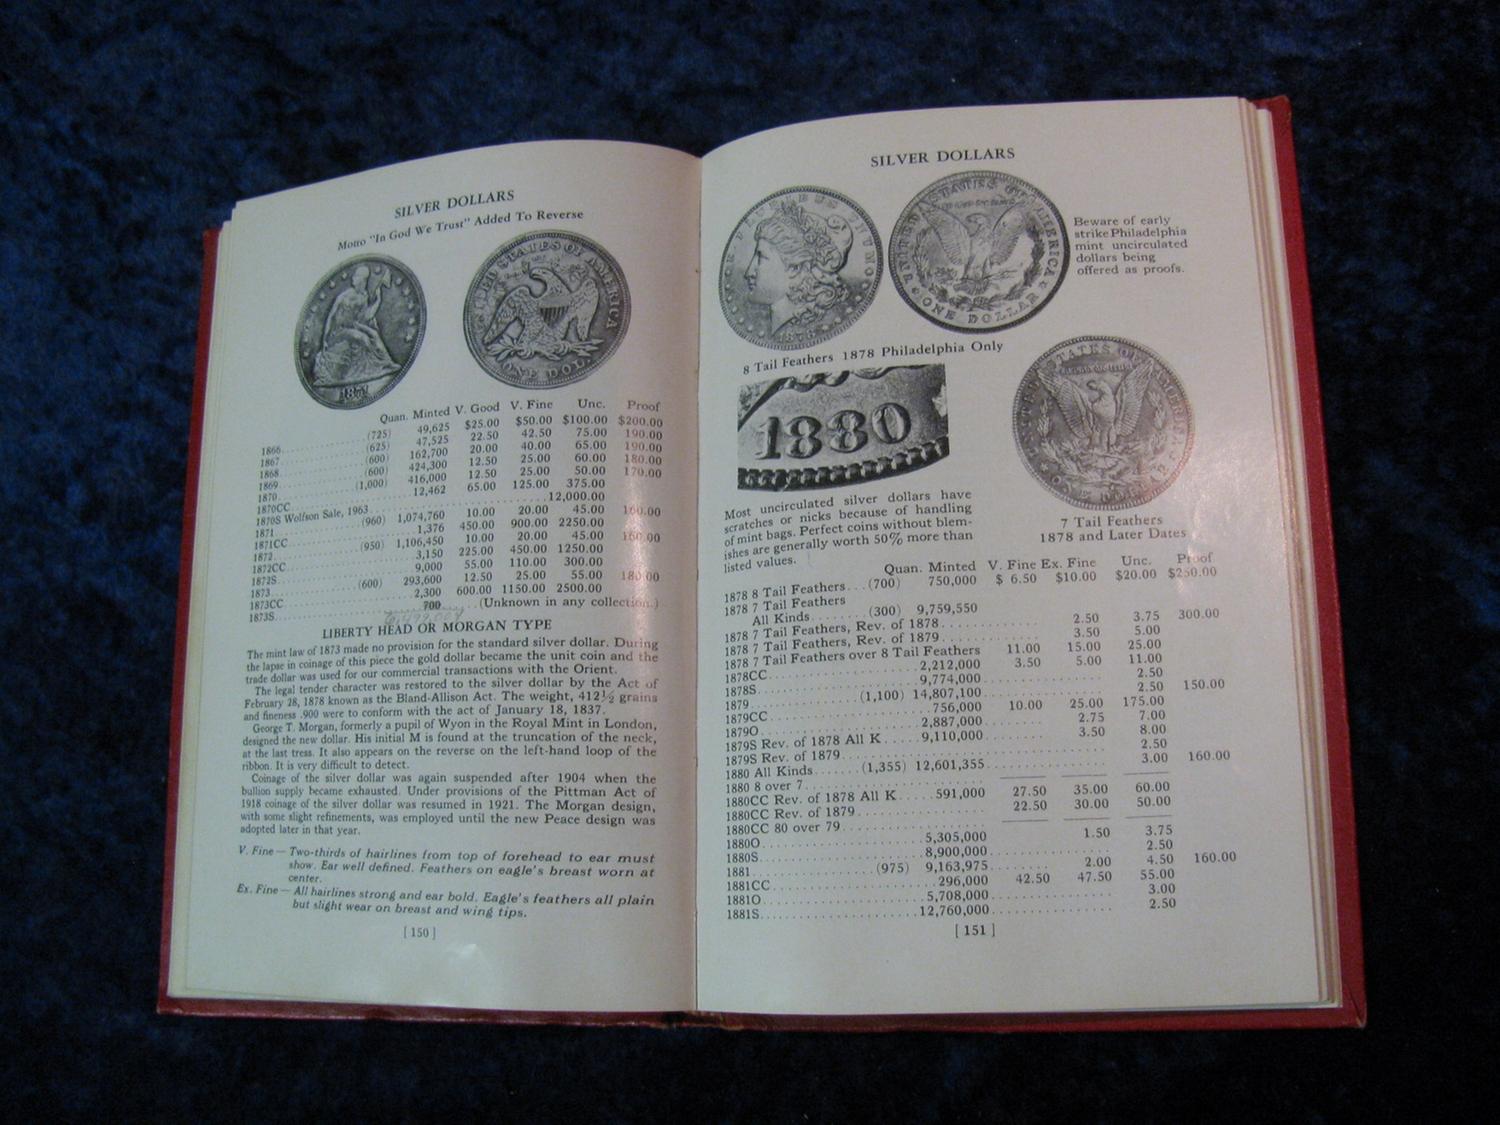 SILVER DOLLARS
Motto "In God We Trust" Added To Reverse
UNITED STATES OF AMERICA
ONE DOL
Quan. Minted V. Good V. Fine Unc. Proof
1866 (725) 49,625 $25.00 $50.00 $100.00 $200.00
1867 (625) 47,525 22.50 42.50 75.00 190.00
1868 (600) 162,700 20.00 40.00 65.00 190.00
1869 (600) 424,300 12.50 25.00 60.00 180.00
1870 (1,000) 416,000 12.50 25.00 50.00 170.00
1870CC 12,462 65.00 125.00 375.00
1870S Wolfson Sale, 1963 12,000.00
1871 (960) 1,074,760 10.00 20.00 45.00 160.00
1871CC 1,376 450.00 900.00 2250.00
1872 (950) 1,106,450 10.00 20.00 45.00 160.00
1872CC 3,150 225.00 450.00 1250.00
1872S 9,000 55.00 110.00 300.00
1873 (600) 293,600 12.50 25.00 55.00 180.00
1873CC 2,300 600.00 1150.00 2500.00
1873S 700 (Unknown in any collection.)
LIBERTY HEAD OR MORGAN TYPE
The mint law of 1873 made no provision for the standard silver dollar. During
the lapse in coinage of this piece the gold dollar became the unit coin and the
trade dollar was used for our commercial transactions with the Orient.
The legal tender character was restored to the silver dollar by the Act of
February 28, 1878 known as the Bland-Allison Act. The weight, 412½ grains
and fineness .900 were to conform with the act of January 18, 1837.
George T. Morgan, formerly a pupil of Wyon in the Royal Mint in London,
designed the new dollar. His initial M is found at the truncation of the neck,
at the last tress. It also appears on the reverse on the left-hand loop of the
ribbon. It is very difficult to detect.
Coinage of the silver dollar was again suspended after 1904 when the
bullion supply became exhausted. Under provisions of the Pittman Act of
1918 coinage of the silver dollar was resumed in 1921. The Morgan design,
with some slight refinements, was employed until the new Peace design was
adopted later in that year.
V. Fine — Two-thirds of hairlines from top of forehead to ear must
show. Ear well defined. Feathers on eagle's breast worn at
center.
Ex. Fine — All hairlines strong and ear bold. Eagle's feathers all plain
but slight wear on breast and wing tips.
[ 150 ]
SILVER DOLLARS
E PLURIBUS UNUM
1878
UNITED STATES OF AMERICA
ONE DOLLAR
Beware of early
strike Philadelphia
mint uncirculated
dollars being
offered as proofs.
8 Tail Feathers 1878 Philadelphia Only
1880
Most uncirculated silver dollars have
scratches or nicks because of handling
of mint bags. Perfect coins without blem-
ishes are generally worth 50% more than
listed values.
ONE DOLLAR
7 Tail Feathers
1878 and Later Dates
Quan. Minted V. Fine Ex. Fine Unc. Proof
1878 8 Tail Feathers...(700) 750,000 $ 6.50 $10.00 $20.00 $250.00
1878 7 Tail Feathers
All Kinds (300) 9,759,550
1878 7 Tail Feathers, Rev. of 1878 2.50 3.75 300.00
1878 7 Tail Feathers, Rev. of 1879 3.50 5.00
1878 7 Tail Feathers over 8 Tail Feathers 11.00 15.00 25.00
1878CC 2,212,000 3.50 5.00 11.00
1878S 9,774,000 2.50
1879 (1,100) 14,807,100 2.50 150.00
1879CC 756,000 10.00 25.00 175.00
1879O 2,887,000 2.75 7.00
1879S Rev. of 1878 All K 9,110,000 3.50 8.00
1879S Rev. of 1879 2.50
1880 All Kinds (1,355) 12,601,355 3.00 160.00
1880 8 over 7
1880CC Rev. of 1878 All K 591,000 27.50 35.00 60.00
1880CC Rev. of 1879 22.50 30.00 50.00
1880CC 80 over 79
1880O 5,305,000 1.50 3.75
1880S 8,900,000 2.50
1881 (975) 9,163,975 2.00 4.50 160.00
1881CC 296,000 42.50 47.50 55.00
1881O 5,708,000 3.00
1881S 12,760,000 2.50
[ 151 ]